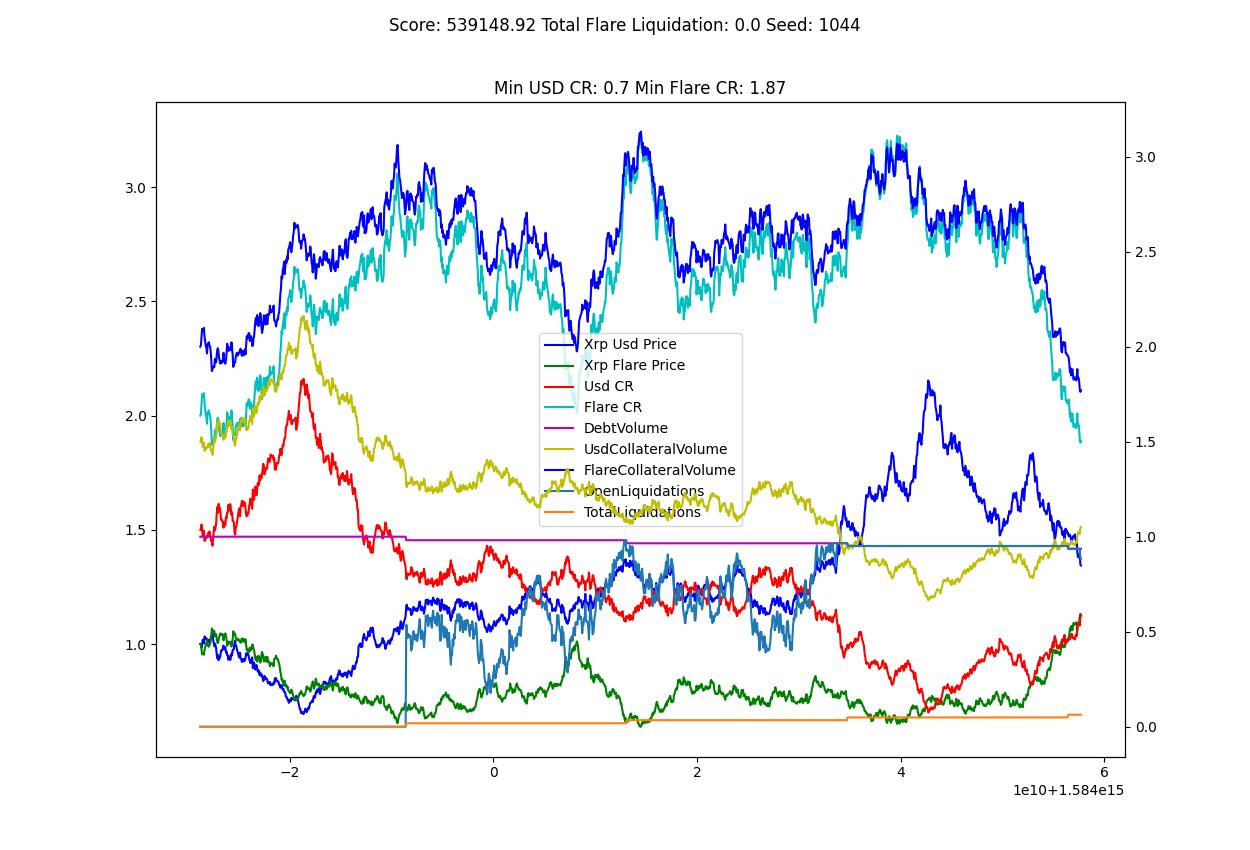 Score: 539148.92 Total Flare Liquidation: 0.0 Seed: 1044
Min USD CR: 0.7 Min Flare CR: 1.87
3.0
2.5
2.0
1.5
1.0
3.0
2.5
2.0
1.5
1.0
0.5
0.0
Xrp Usd Price
Xrp Flare Price
Usd CR
Flare CR
DebtVolume
UsdCollateralVolume
FlareCollateralVolume
OpenLiquidations
TotalLiquidations
−2 0 2 4 6
1e10+1.584e15